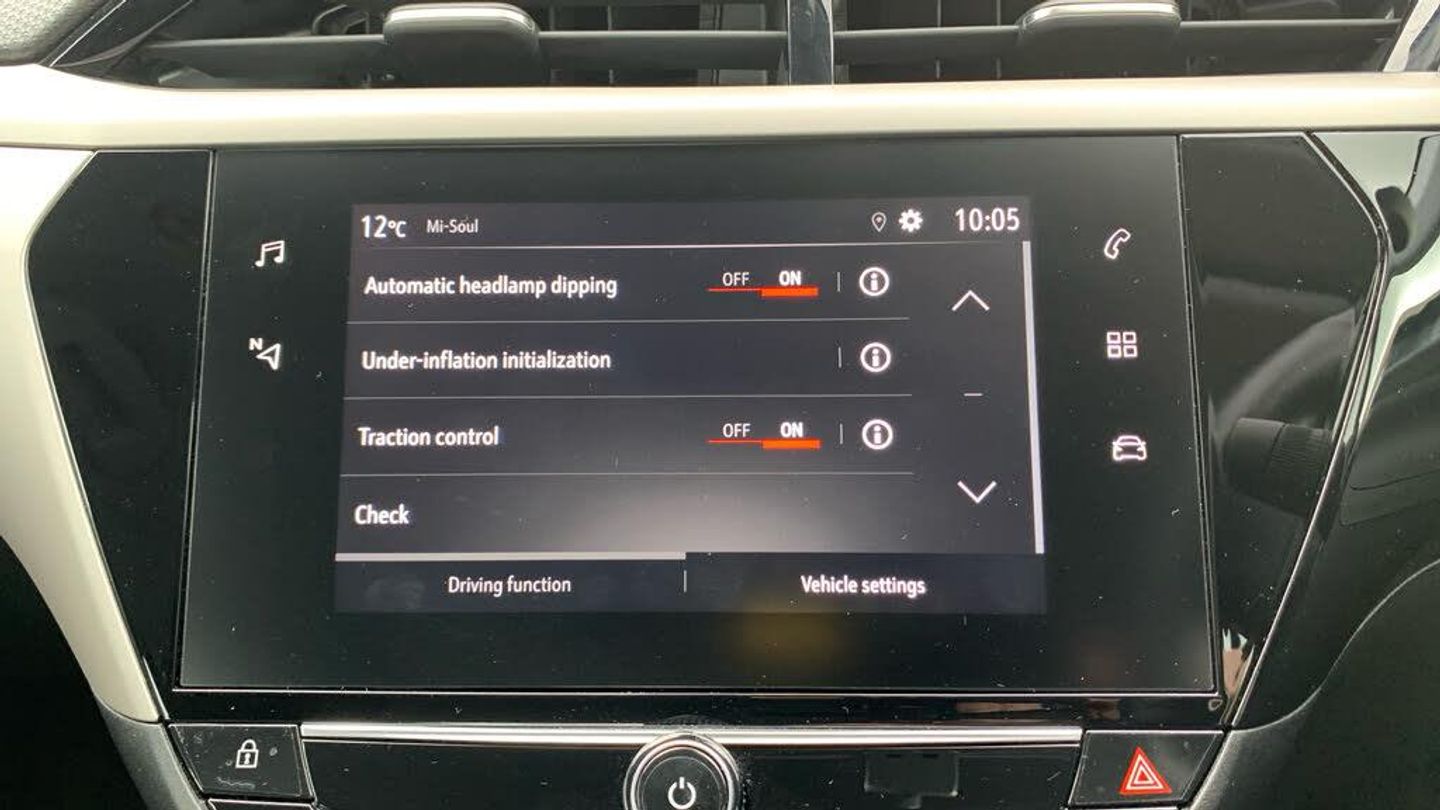 12°C Mi-Soul 10:05
Automatic headlamp dipping OFF ON
N
Under-inflation initialization
Traction control OFF ON
Check
Driving function Vehicle settings